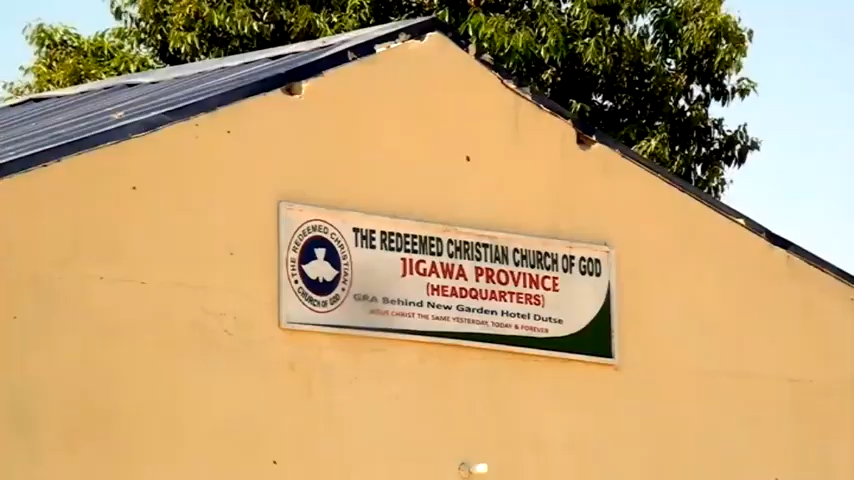 THE REDEEMED CHRISTIAN
CHURCH OF GOD
THE REDEEMED CHRISTIAN CHURCH OF GOD
JIGAWA PROVINCE
(HEADQUARTERS)
GRA Behind New Garden Hotel Dutse
JESUS CHRIST THE SAME YESTERDAY, TODAY & FOREVER